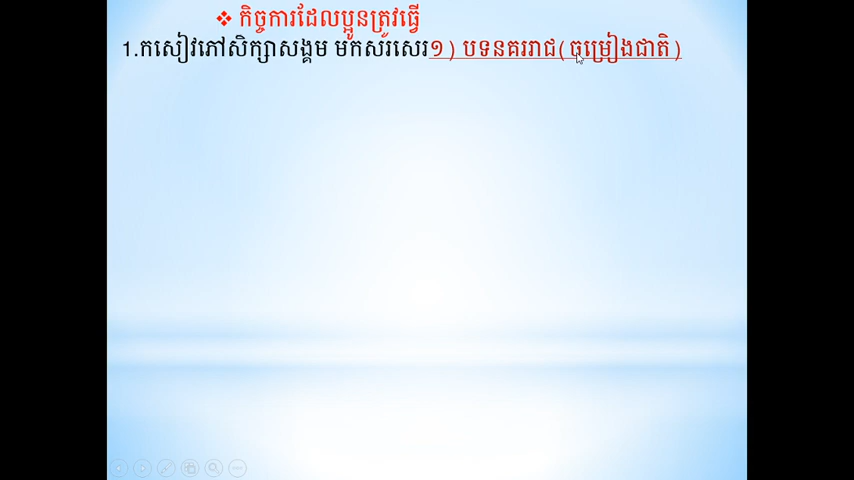 ❖ កិច្ចការដែលប្អូនត្រូវធ្វើ
1.កសៀវភៅសិក្សាសង្គម មកសរសេរ១) បទនគររាជ(ចម្រៀងជាតិ)